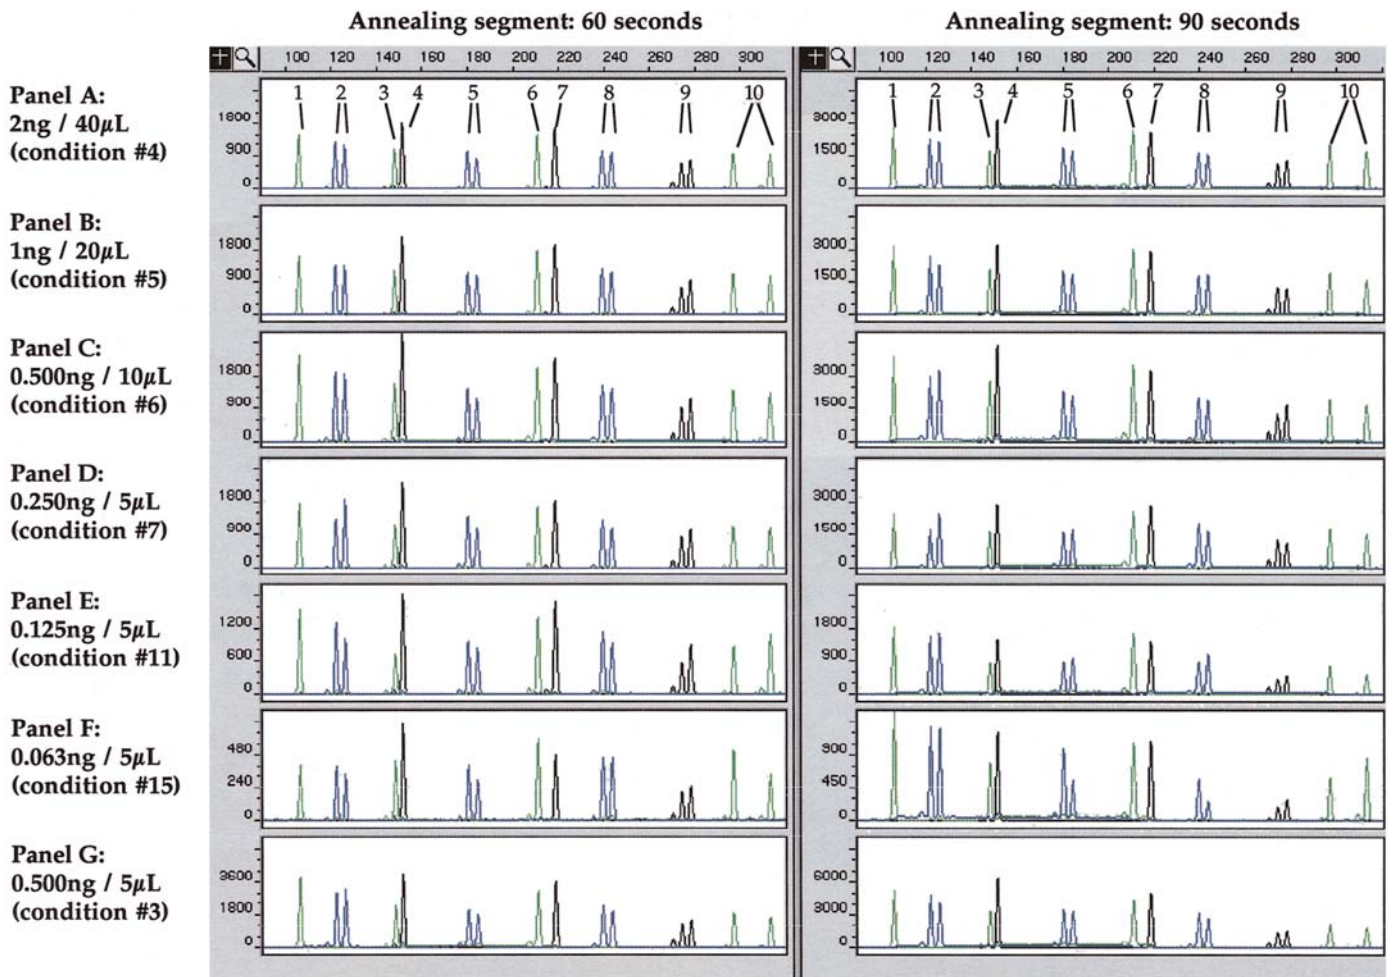 Annealing segment: 60 seconds
Annealing segment: 90 seconds
100 120 140 160 180 200 220 240 260 280 300
100 120 140 160 180 200 220 240 260 280 300
Panel A:
2ng / 40μL
(condition #4)
1800
900
0
1 2 3 4 5 6 7 8 9 10
3000
1500
0
1 2 3 4 5 6 7 8 9 10
Panel B:
1ng / 20μL
(condition #5)
1800
900
0
3000
1500
0
Panel C:
0.500ng / 10μL
(condition #6)
1800
900
0
3000
1500
0
Panel D:
0.250ng / 5μL
(condition #7)
1800
900
0
3000
1500
0
Panel E:
0.125ng / 5μL
(condition #11)
1200
600
0
1800
900
0
Panel F:
0.063ng / 5μL
(condition #15)
480
240
0
900
450
0
Panel G:
0.500ng / 5μL
(condition #3)
3600
1800
0
6000
3000
0